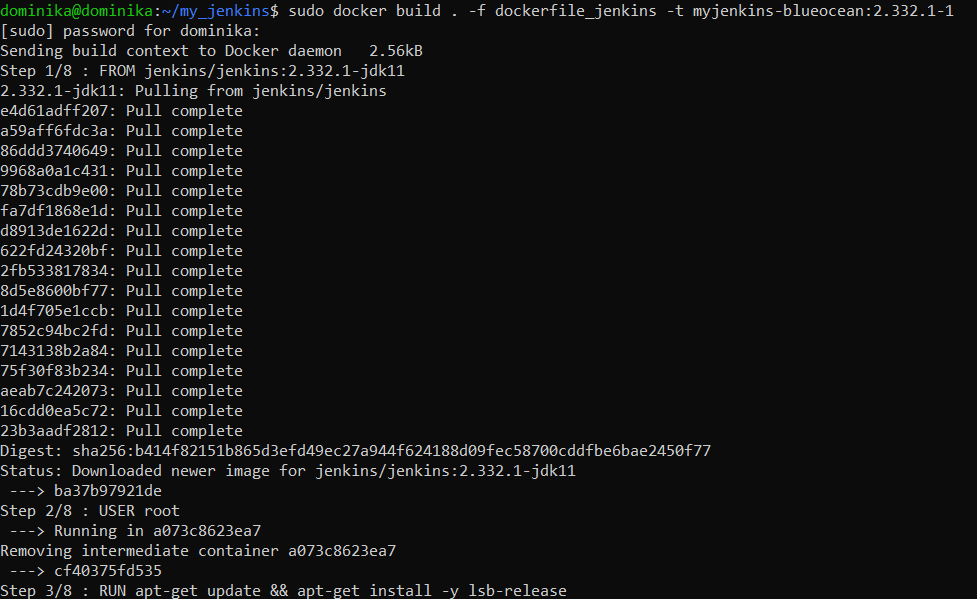 dominika@dominika:~/my_jenkins$ sudo docker build . -f dockerfile_jenkins -t myjenkins-blueocean:2.332.1-1
[sudo] password for dominika:
Sending build context to Docker daemon   2.56kB
Step 1/8 : FROM jenkins/jenkins:2.332.1-jdk11
2.332.1-jdk11: Pulling from jenkins/jenkins
e4d61adff207: Pull complete
a59aff6fdc3a: Pull complete
86ddd3740649: Pull complete
9968a0a1c431: Pull complete
78b73cdb9e00: Pull complete
fa7df1868e1d: Pull complete
d8913de1622d: Pull complete
622fd24320bf: Pull complete
2fb533817834: Pull complete
8d5e8600bf77: Pull complete
1d4f705e1ccb: Pull complete
7852c94bc2fd: Pull complete
7143138b2a84: Pull complete
75f30f83b234: Pull complete
aeab7c242073: Pull complete
16cdd0ea5c72: Pull complete
23b3aadf2812: Pull complete
Digest: sha256:b414f82151b865d3efd49ec27a944f624188d09fec58700cddfbe6bae2450f77
Status: Downloaded newer image for jenkins/jenkins:2.332.1-jdk11
 ---> ba37b97921de
Step 2/8 : USER root
 ---> Running in a073c8623ea7
Removing intermediate container a073c8623ea7
 ---> cf40375fd535
Step 3/8 : RUN apt-get update && apt-get install -y lsb-release